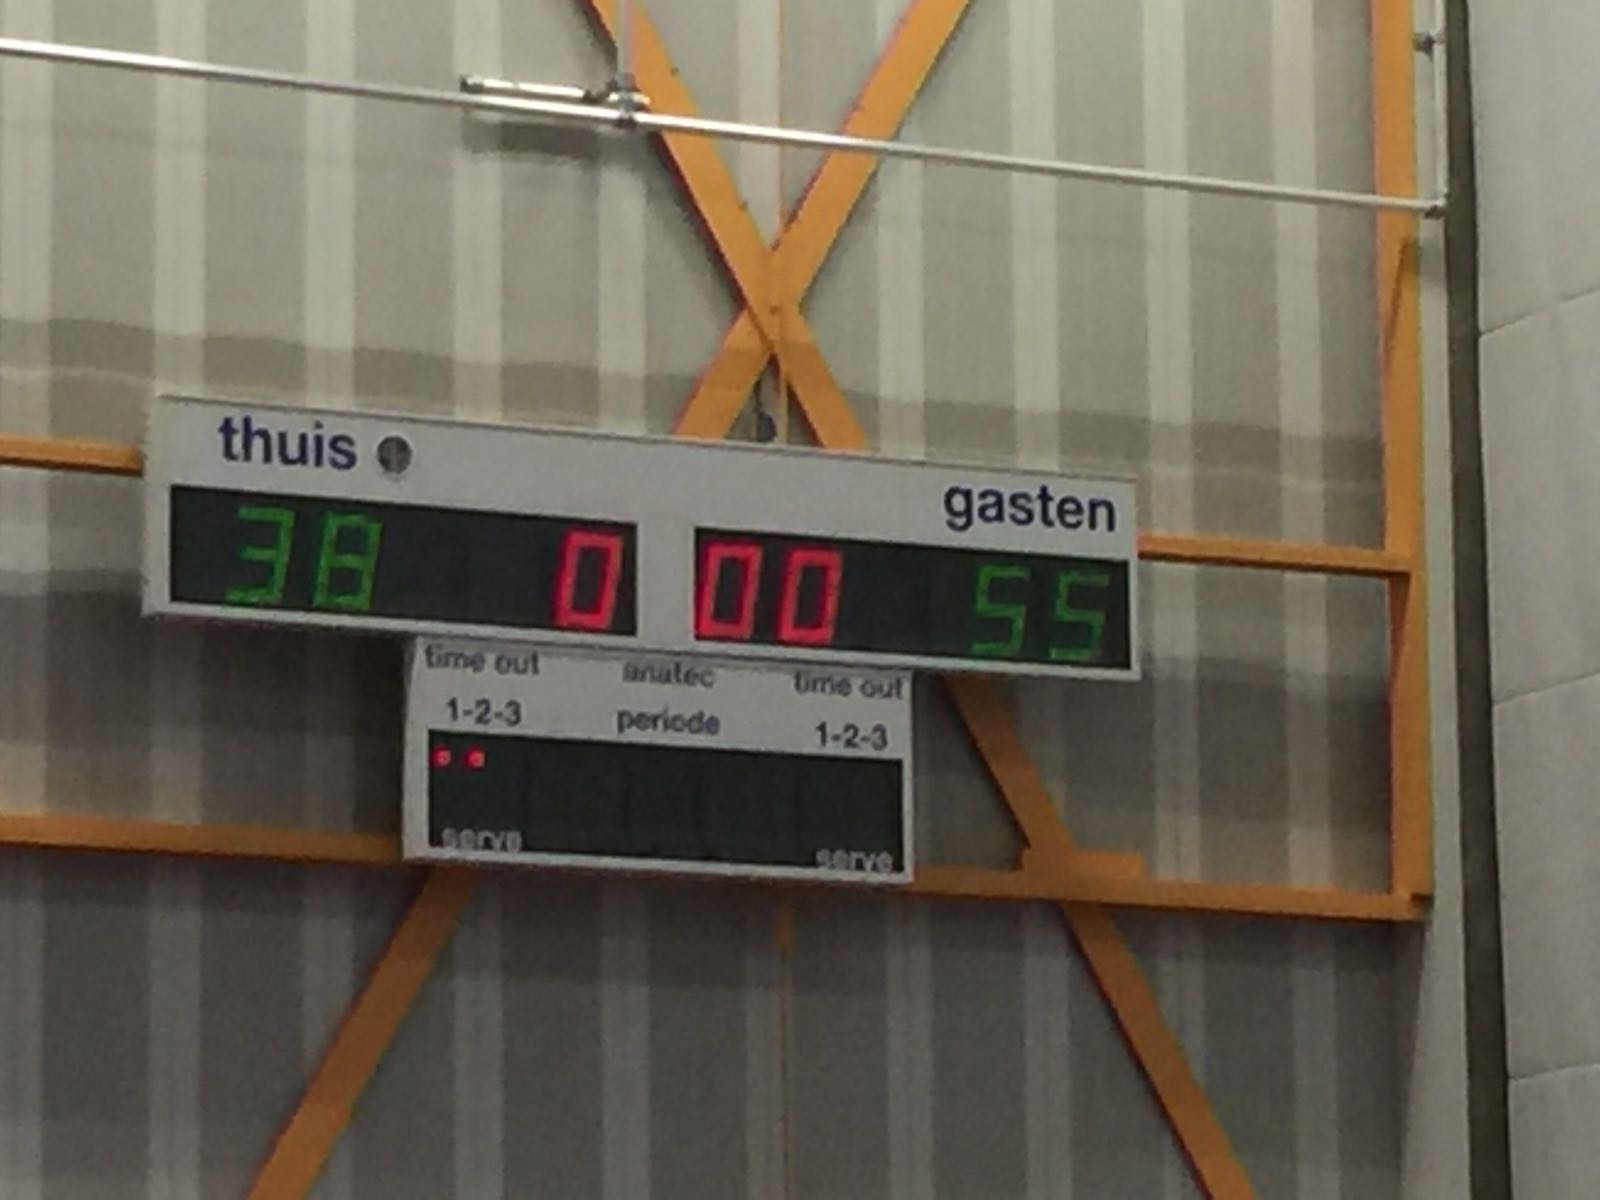 thuis
gasten
38 0 00 55
time out anatec time out
1-2-3 periode 1-2-3
serve serve